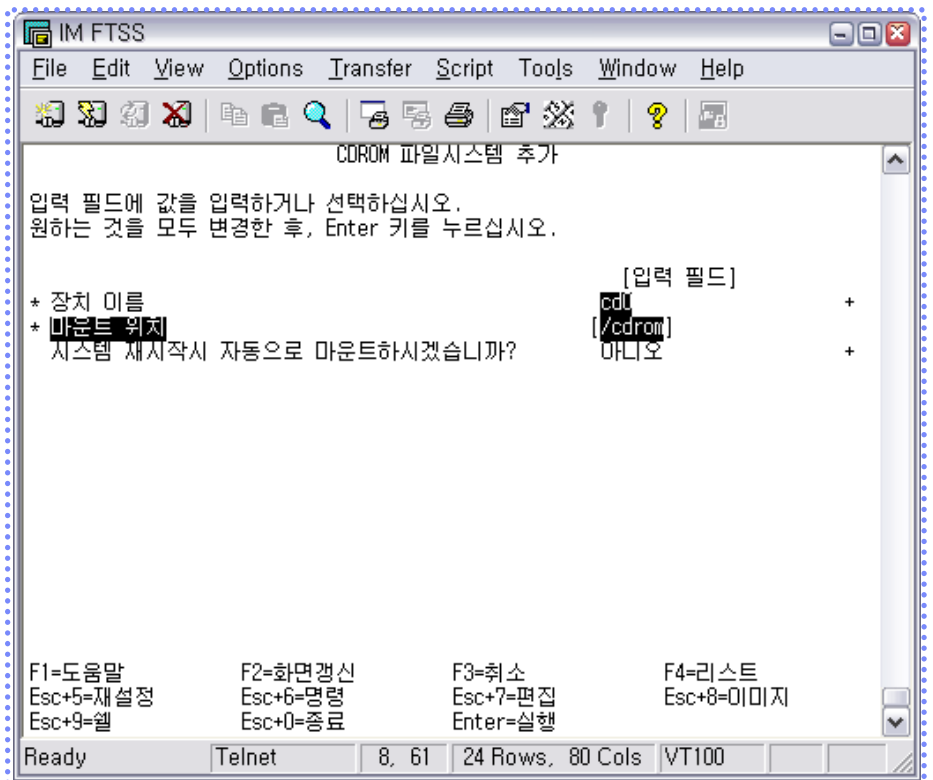 IM FTSS
File Edit View Options Transfer Script Tools Window Help
CDROM 파일시스템 추가
입력 필드에 값을 입력하거나 선택하십시오.
원하는 것을 모두 변경한 후, Enter 키를 누르십시오.
[입력 필드]
* 장치 이름 cd0 +
* 마운트 위치 [/cdrom]
시스템 재시작시 자동으로 마운트하시겠습니까? 아니오 +
F1=도움말 F2=화면갱신 F3=취소 F4=리스트
Esc+5=재설정 Esc+6=명령 Esc+7=편집 Esc+8=이미지
Esc+9=쉘 Esc+0=종료 Enter=실행
Ready Telnet 8, 61 24 Rows, 80 Cols VT100